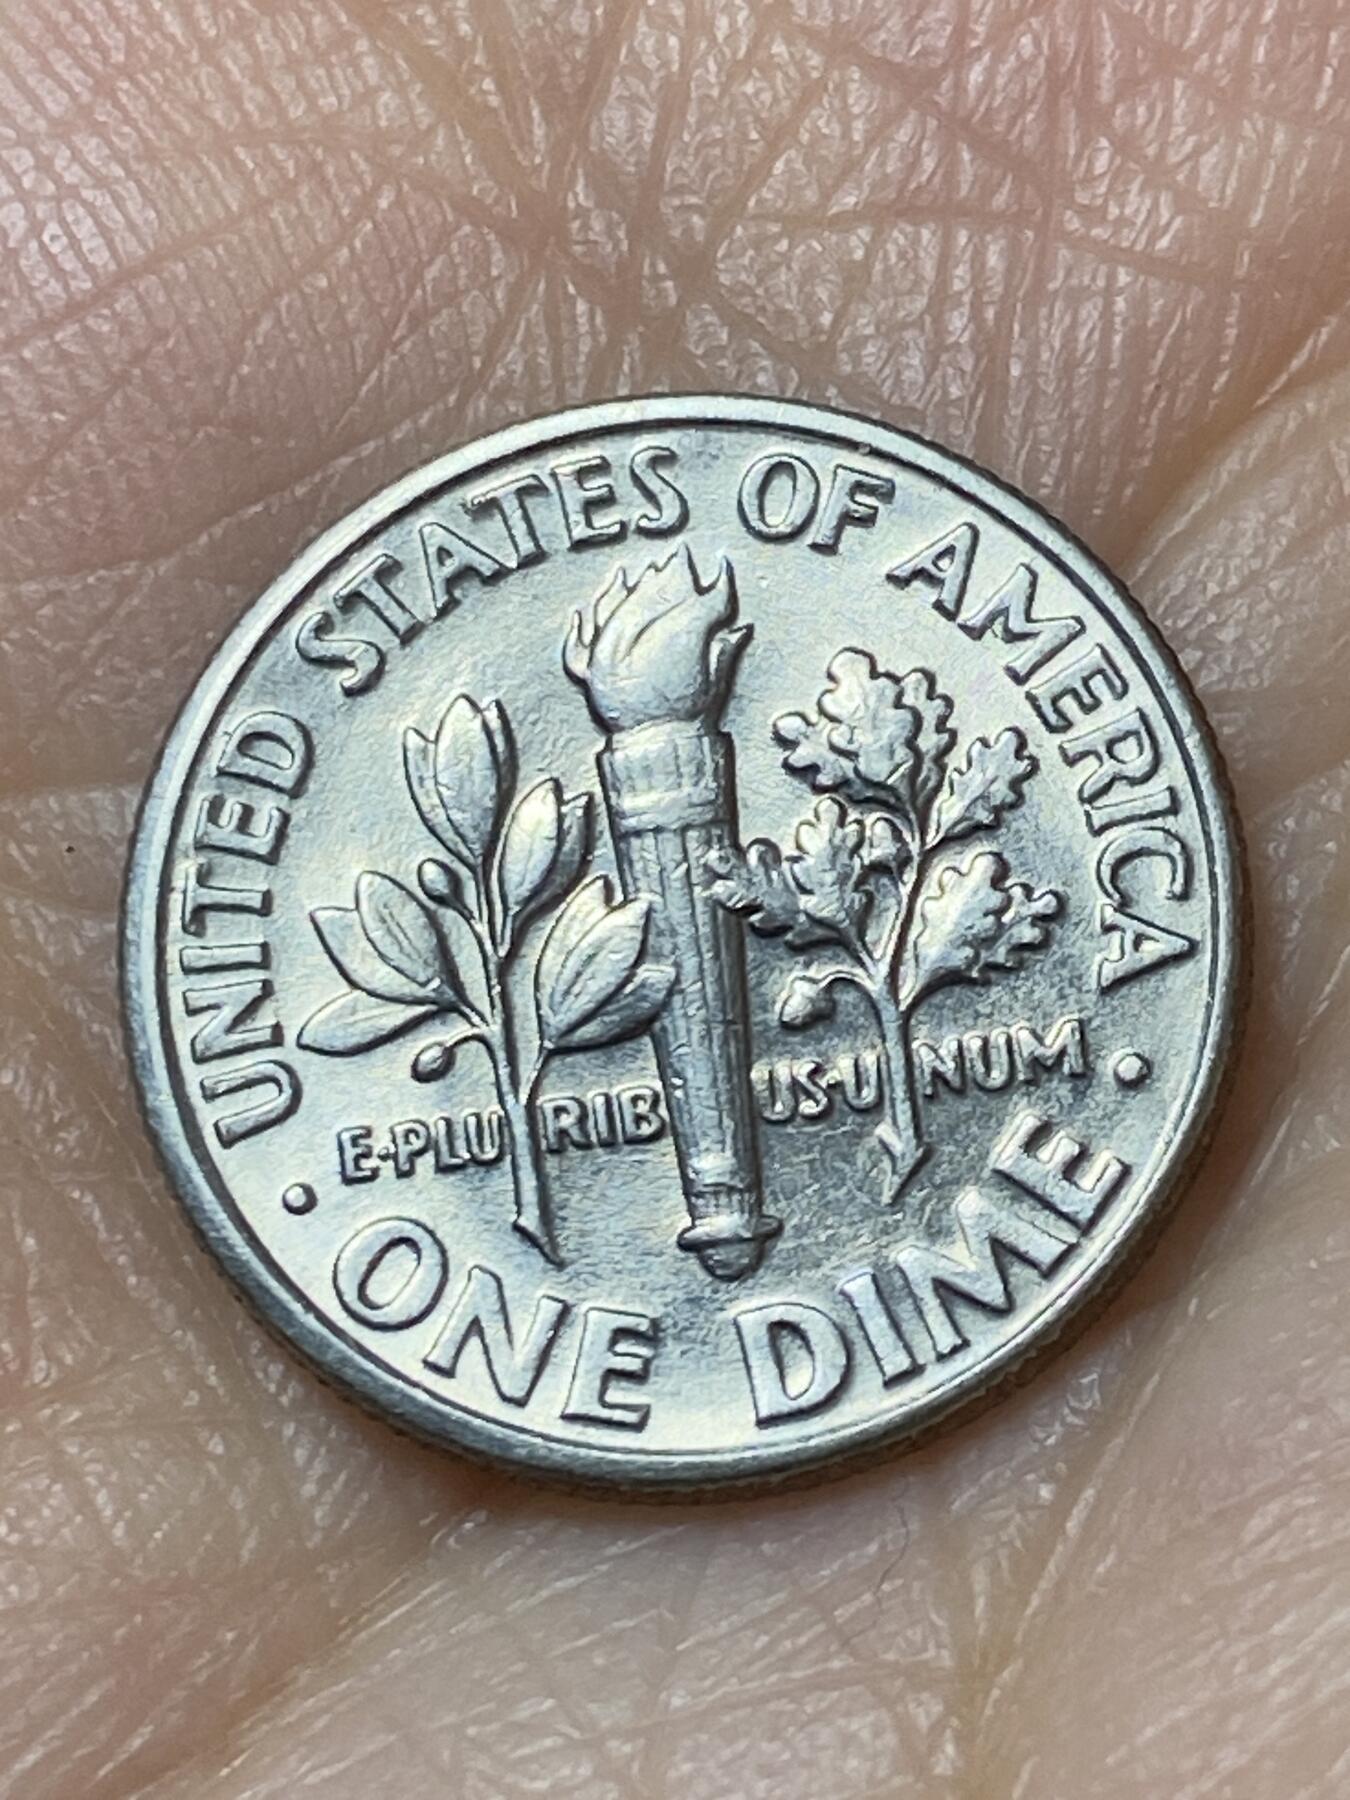 UNITED STATES OF AMERICA
E·PLURIBUS·UNUM
· ONE DIME ·